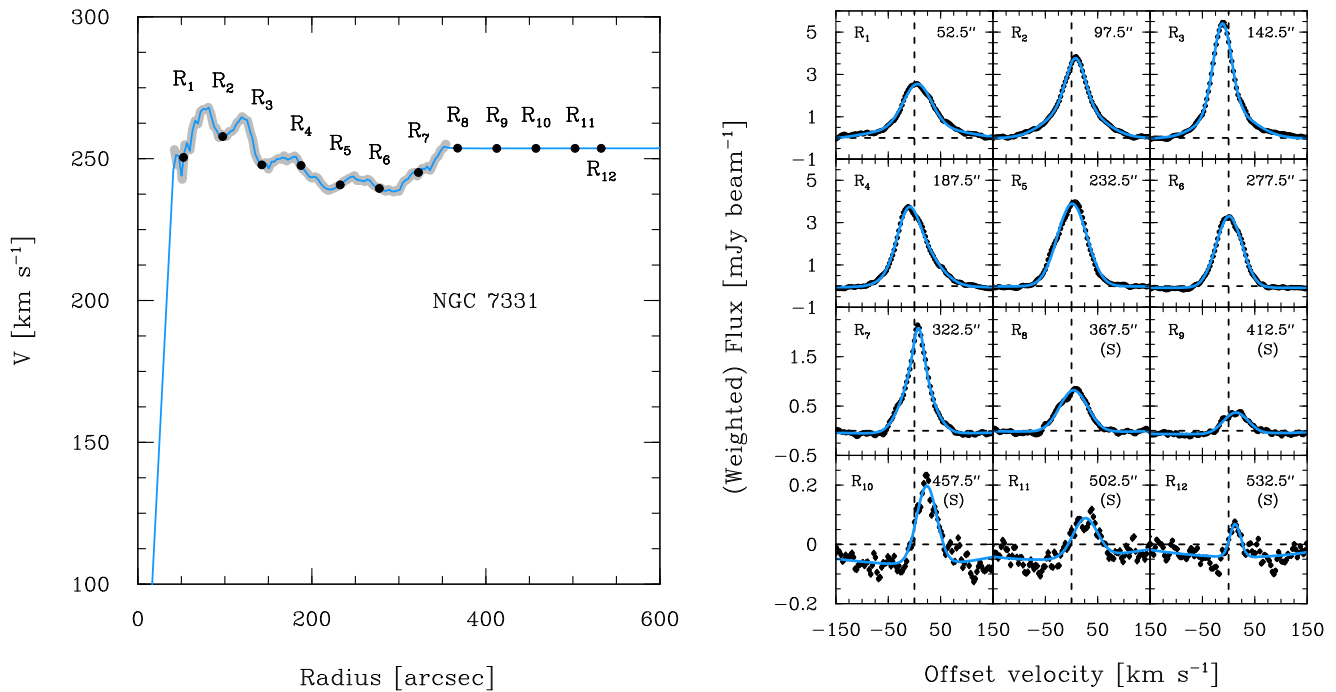 300
250
200
150
100
V [km s⁻¹]
R₁
R₂
R₃
R₄
R₅
R₆
R₇
R₈
R₉
R₁₀
R₁₁
R₁₂
NGC 7331
0
200
400
600
Radius [arcsec]
(Weighted) Flux [mJy beam⁻¹]
5
3
1
−1
R₁ 52.5″
R₂ 97.5″
R₃ 142.5″
5
3
1
−1
R₄ 187.5″
R₅ 232.5″
R₆ 277.5″
1.5
0.5
−0.5
R₇ 322.5″
R₈ 367.5″
(S)
R₉ 412.5″
(S)
0.2
0
−0.2
R₁₀ 457.5″
(S)
R₁₁ 502.5″
(S)
R₁₂ 532.5″
(S)
−150 −50 50
−50 50
−50 50 150
Offset velocity [km s⁻¹]